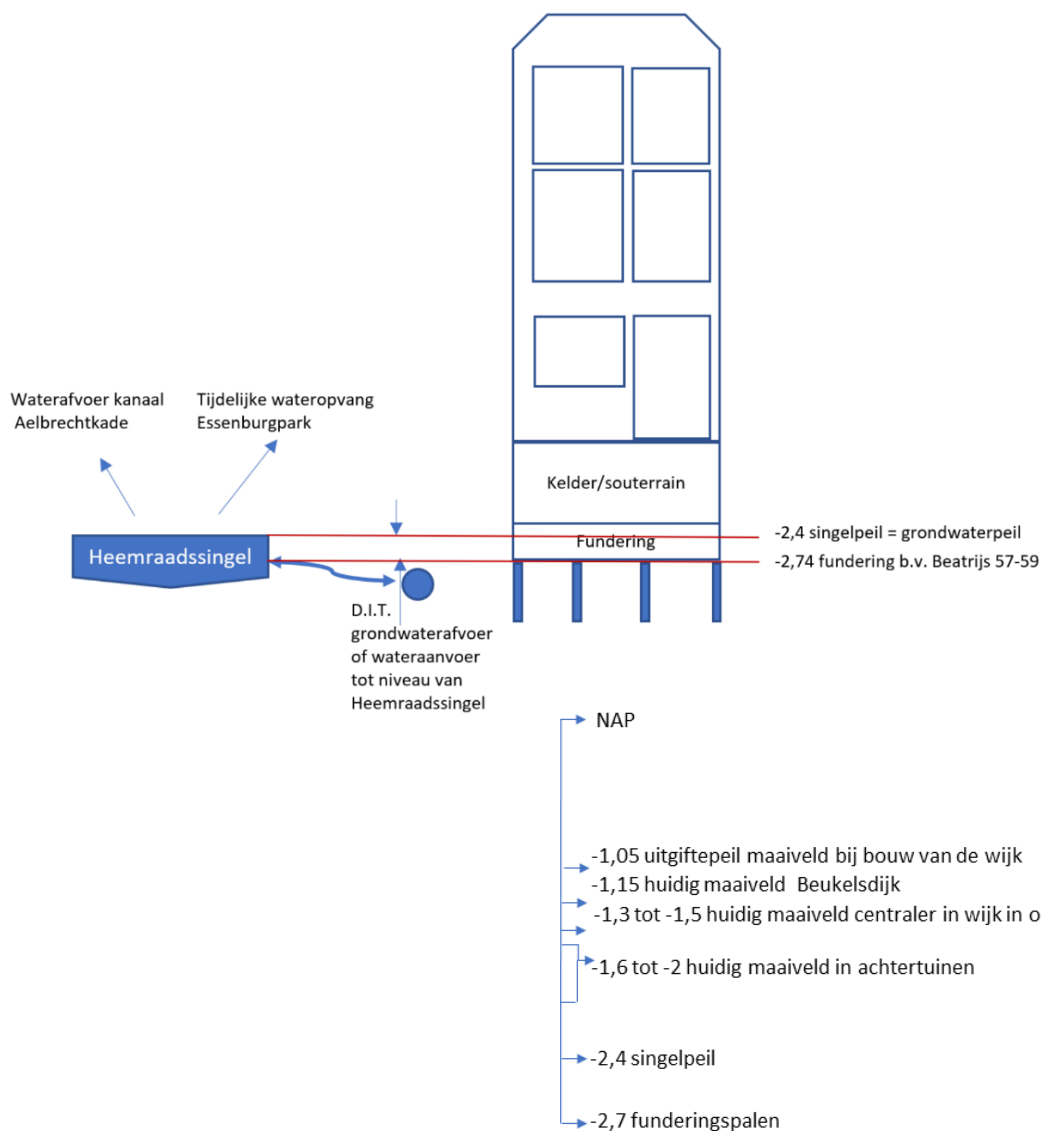 Waterafvoer kanaal
Aelbrechtkade
Tijdelijke wateropvang
Essenburgpark
Kelder/souterrain
Fundering
Heemraadssingel
-2,4 singelpeil = grondwaterpeil
-2,74 fundering b.v. Beatrijs 57-59
D.I.T.
grondwaterafvoer
of wateraanvoer
tot niveau van
Heemraadssingel
NAP
-1,05 uitgiftepeil maaiveld bij bouw van de wijk
-1,15 huidig maaiveld Beukelsdijk
-1,3 tot -1,5 huidig maaiveld centraler in wijk in o
-1,6 tot -2 huidig maaiveld in achtertuinen
-2,4 singelpeil
-2,7 funderingspalen